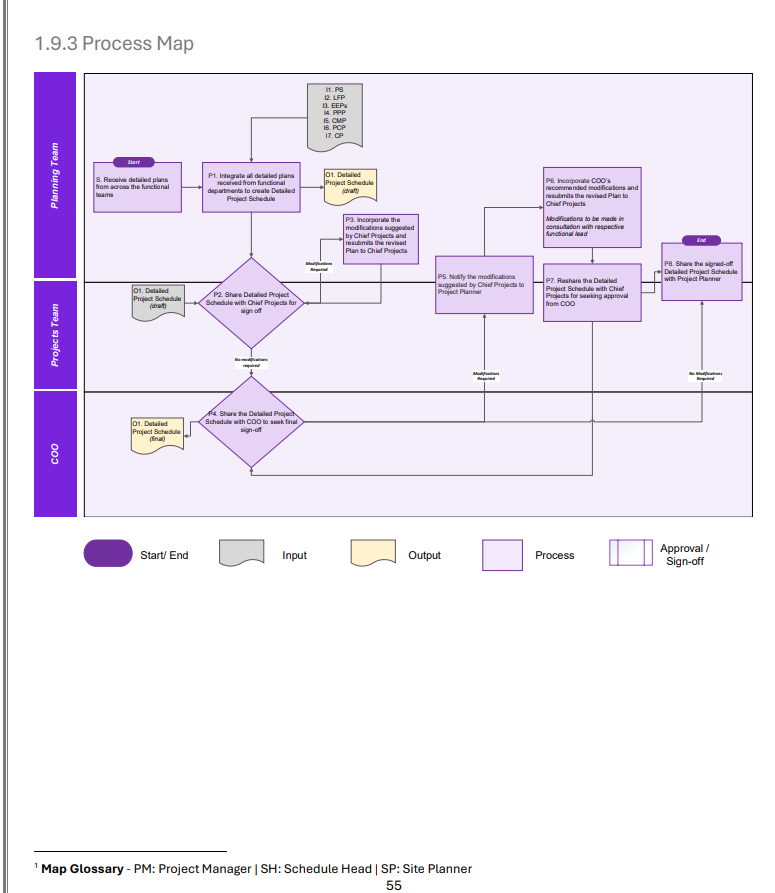 1.9.3 Process Map
Planning Team
I1. PS
I2. LFP
I3. EEPs
I4. PPP
I5. CMP
I6. PCP
I7. CP
Start
S. Receive detailed plans
from across the functional
teams
P1. Integrate all detailed plans
received from functional
departments to create Detailed
Project Schedule
O1. Detailed
Project Schedule
(draft)
P3. Incorporate the
modifications suggested
by Chief Projects and
resubmits the revised
Plan to Chief Projects
Modifications
Required
P6. Incorporate COO's
recommended modifications and
resubmits the revised Plan to
Chief Projects
Modifications to be made in
consultation with respective
functional lead
End
P8. Share the signed-off
Detailed Project Schedule
with Project Planner
P5. Notify the modifications
suggested by Chief Projects to
Project Planner
P7. Reshare the Detailed
Project Schedule with Chief
Projects for seeking approval
from COO
Projects Team
O1. Detailed
Project Schedule
(draft)
P2. Share Detailed Project
Schedule with Chief Projects for
sign off
No modifications
required
Modifications
Required
No Modifications
Required
COO
O1. Detailed
Project Schedule
(final)
P4. Share the Detailed Project
Schedule with COO to seek final
sign-off
Start/ End
Input
Output
Process
Approval /
Sign-off
1 Map Glossary - PM: Project Manager | SH: Schedule Head | SP: Site Planner
55